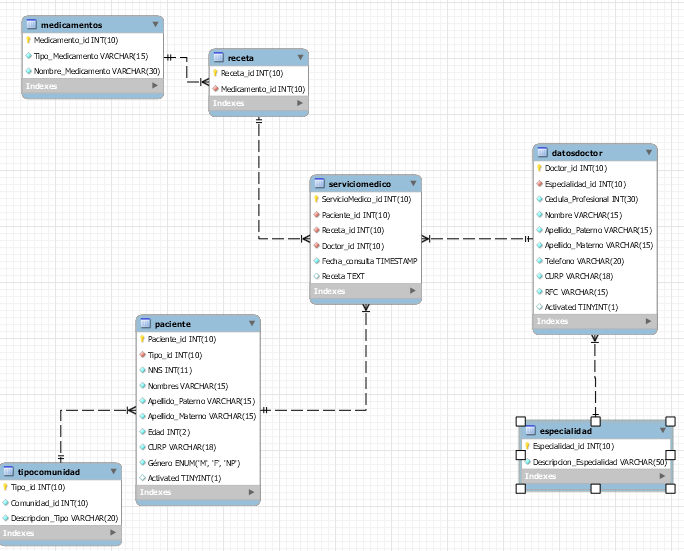 medicamentos
Medicamento_id INT(10)
Tipo_Medicamento VARCHAR(15)
Nombre_Medicamento VARCHAR(30)
Indexes
receta
Receta_id INT(10)
Medicamento_id INT(10)
Indexes
serviciomedico
ServicioMedico_id INT(10)
Paciente_id INT(10)
Receta_id INT(10)
Doctor_id INT(10)
Fecha_consulta TIMESTAMP
Receta TEXT
Indexes
datosdoctor
Doctor_id INT(10)
Especialidad_id INT(10)
Cedula_Profesional INT(30)
Nombre VARCHAR(15)
Apellido_Paterno VARCHAR(15)
Apellido_Materno VARCHAR(15)
Telefono VARCHAR(20)
CURP VARCHAR(18)
RFC VARCHAR(15)
Activated TINYINT(1)
Indexes
paciente
Paciente_id INT(10)
Tipo_id INT(10)
NNS INT(11)
Nombres VARCHAR(15)
Apellido_Paterno VARCHAR(15)
Apellido_Materno VARCHAR(15)
Edad INT(2)
CURP VARCHAR(18)
Género ENUM('M', 'F', 'NP')
Activated TINYINT(1)
Indexes
tipocomunidad
Tipo_id INT(10)
Comunidad_id INT(10)
Descripcion_Tipo VARCHAR(20)
Indexes
especialidad
Especialidad_id INT(10)
Descripcion_Especialidad VARCHAR(50)
Indexes